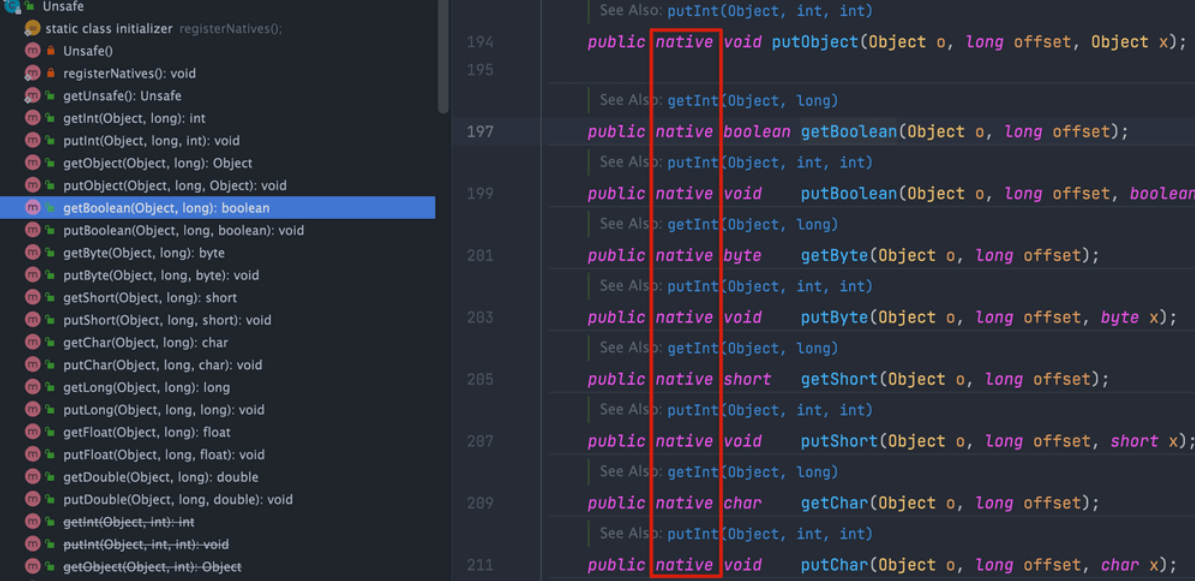 Unsafe
static class initializer registerNatives();
Unsafe()
registerNatives(): void
getUnsafe(): Unsafe
getInt(Object, long): int
putInt(Object, long, int): void
getObject(Object, long): Object
putObject(Object, long, Object): void
getBoolean(Object, long): boolean
putBoolean(Object, long, boolean): void
getByte(Object, long): byte
putByte(Object, long, byte): void
getShort(Object, long): short
putShort(Object, long, short): void
getChar(Object, long): char
putChar(Object, long, char): void
getLong(Object, long): long
putLong(Object, long, long): void
getFloat(Object, long): float
putFloat(Object, long, float): void
getDouble(Object, long): double
putDouble(Object, long, double): void
getInt(Object, int): int
putInt(Object, int, int): void
getObject(Object, int): Object
See Also: putInt(Object, int, int)
194 public native void putObject(Object o, long offset, Object x);
195
See Also: getInt(Object, long)
197 public native boolean getBoolean(Object o, long offset);
See Also: putInt(Object, int, int)
199 public native void putBoolean(Object o, long offset, boolean
See Also: getInt(Object, long)
201 public native byte getByte(Object o, long offset);
See Also: putInt(Object, int, int)
203 public native void putByte(Object o, long offset, byte x);
See Also: getInt(Object, long)
205 public native short getShort(Object o, long offset);
See Also: putInt(Object, int, int)
207 public native void putShort(Object o, long offset, short x);
See Also: getInt(Object, long)
209 public native char getChar(Object o, long offset);
See Also: putInt(Object, int, int)
211 public native void putChar(Object o, long offset, char x);